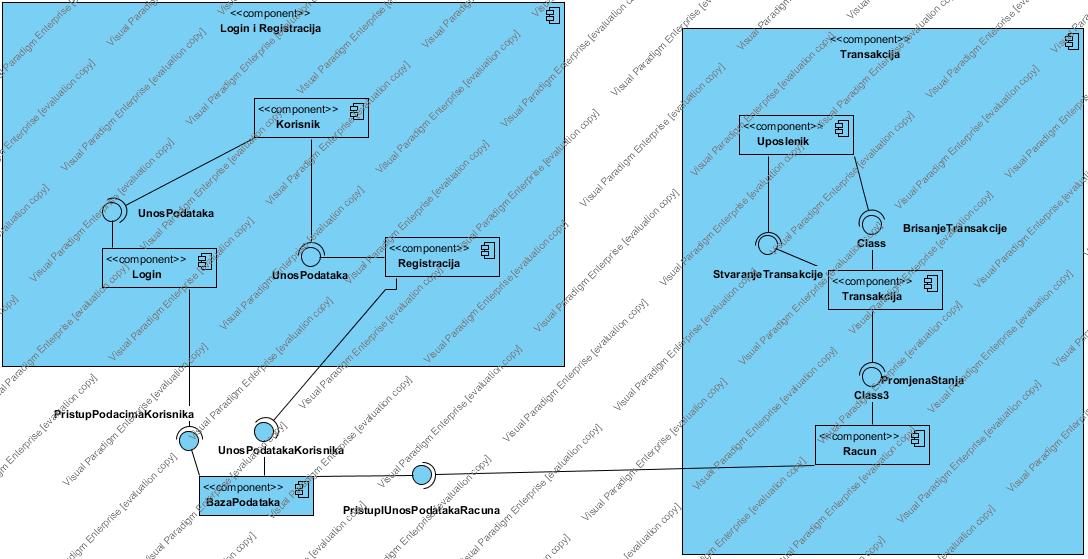 <<component>>
Login i Registracija
<<component>>
Korisnik
UnosPodataka
<<component>>
Login
UnosPodataka
<<component>>
Registracija
PristupPodacimaKorisnika
UnosPodatakaKorisnika
<<component>>
BazaPodataka
PristupIUnosPodatakaRacuna
<<component>>
Transakcija
<<component>>
Uposlenik
BrisanjeTransakcije
Class
StvaranjeTransakcije
<<component>>
Transakcija
PromjenaStanja
Class3
<<component>>
Racun
Visual Paradigm Enterprise [evaluation copy]